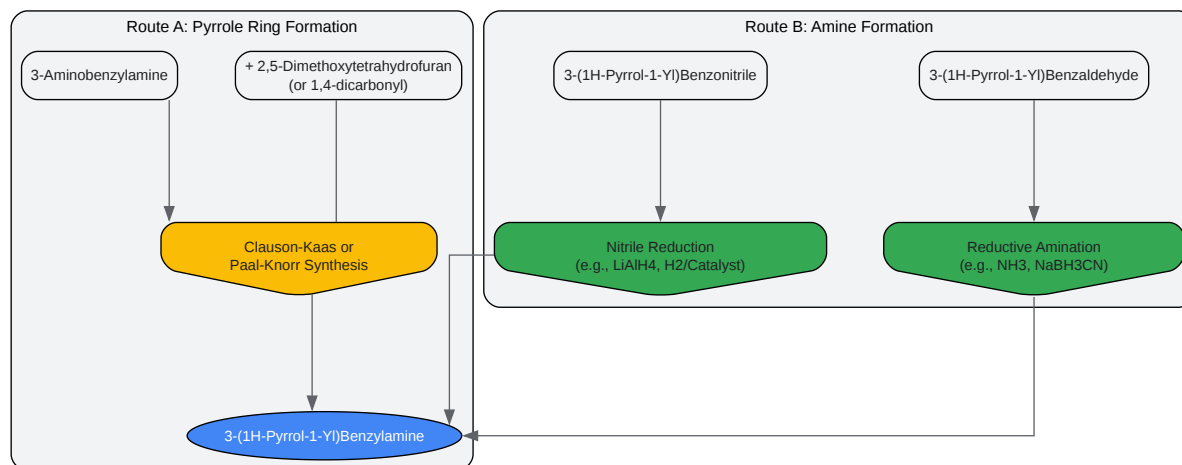 Route A: Pyrrole Ring Formation
3-Aminobenzylamine
+ 2,5-Dimethoxytetrahydrofuran
(or 1,4-dicarbonyl)
Clauson-Kaas or
Paal-Knorr Synthesis
3-(1H-Pyrrol-1-Yl)Benzylamine
Route B: Amine Formation
3-(1H-Pyrrol-1-Yl)Benzonitrile
3-(1H-Pyrrol-1-Yl)Benzaldehyde
Nitrile Reduction
(e.g., LiAlH4, H2/Catalyst)
Reductive Amination
(e.g., NH3, NaBH3CN)